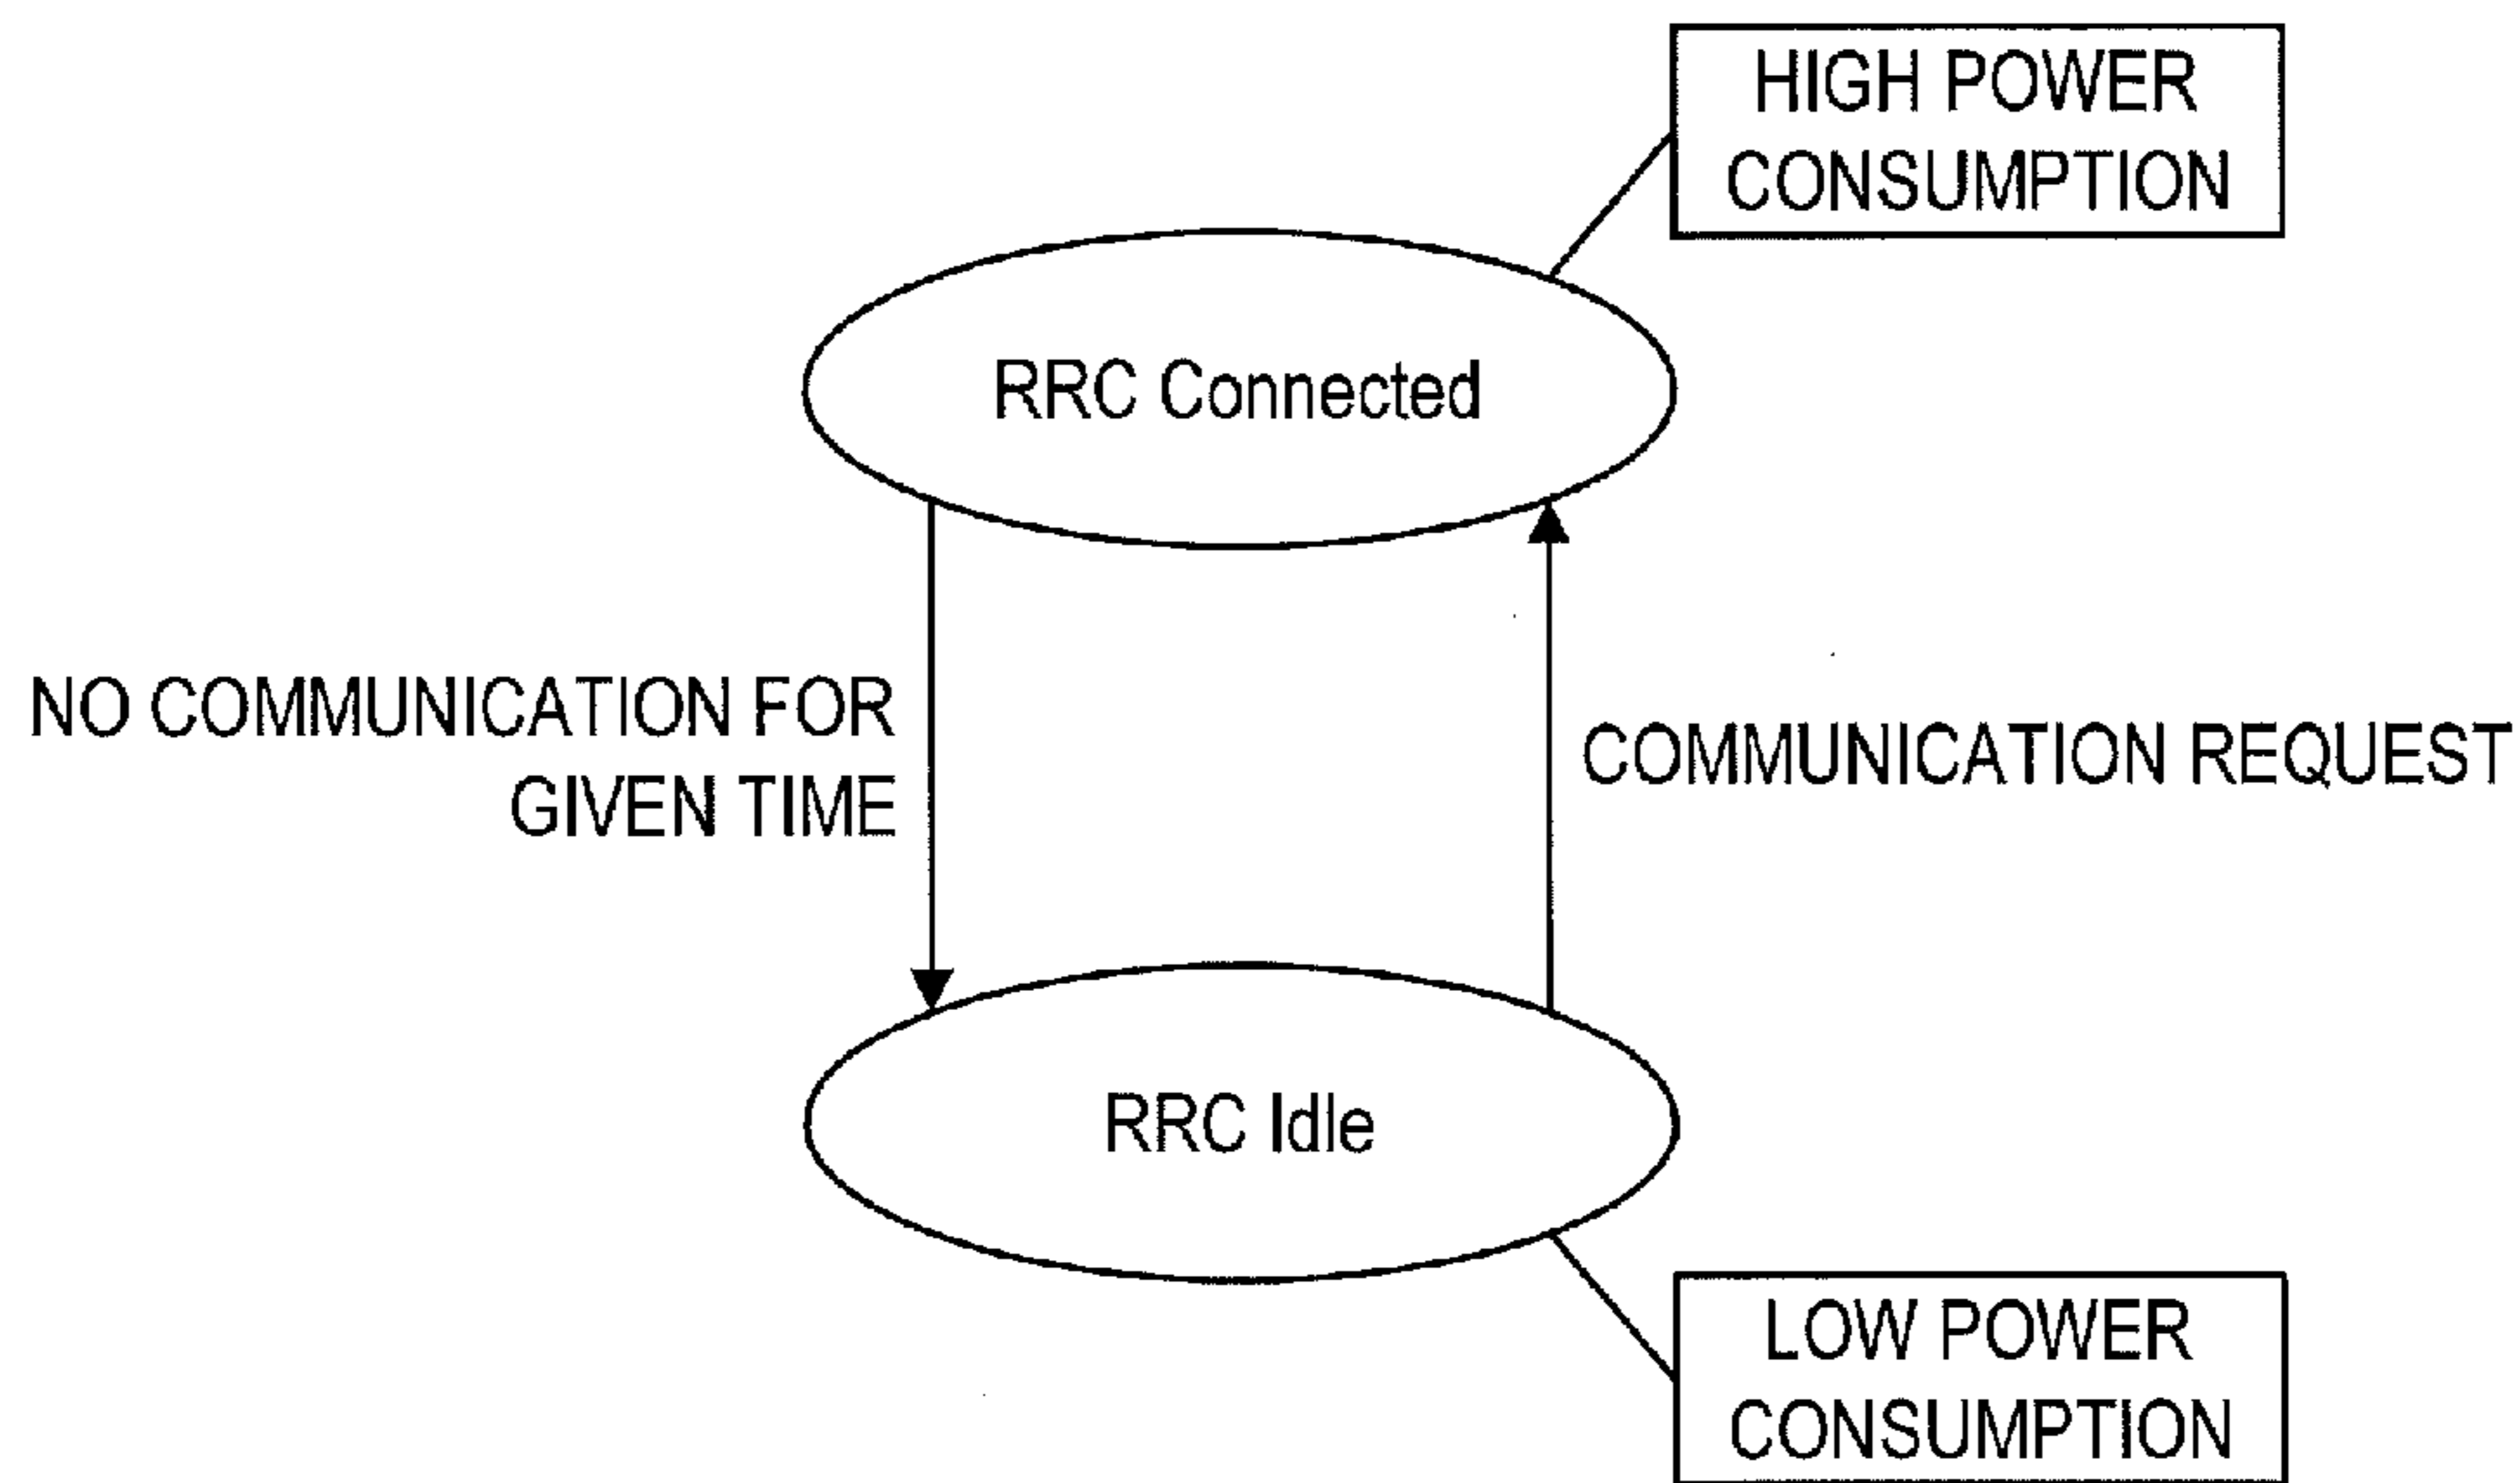 HIGH POWER
CONSUMPTION
RRC Connected
NO COMMUNICATION FOR
GIVEN TIME
COMMUNICATION REQUEST
RRC Idle
LOW POWER
CONSUMPTION